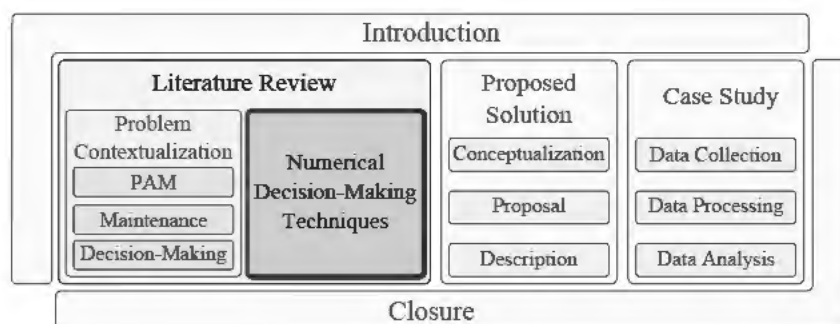 Introduction
Literature Review
Problem
Contextualization
PAM
Maintenance
Decision-Making
Numerical
Decision-Making
Techniques
Proposed
Solution
Conceptualization
Proposal
Description
Case Study
Data Collection
Data Processing
Data Analysis
Closure